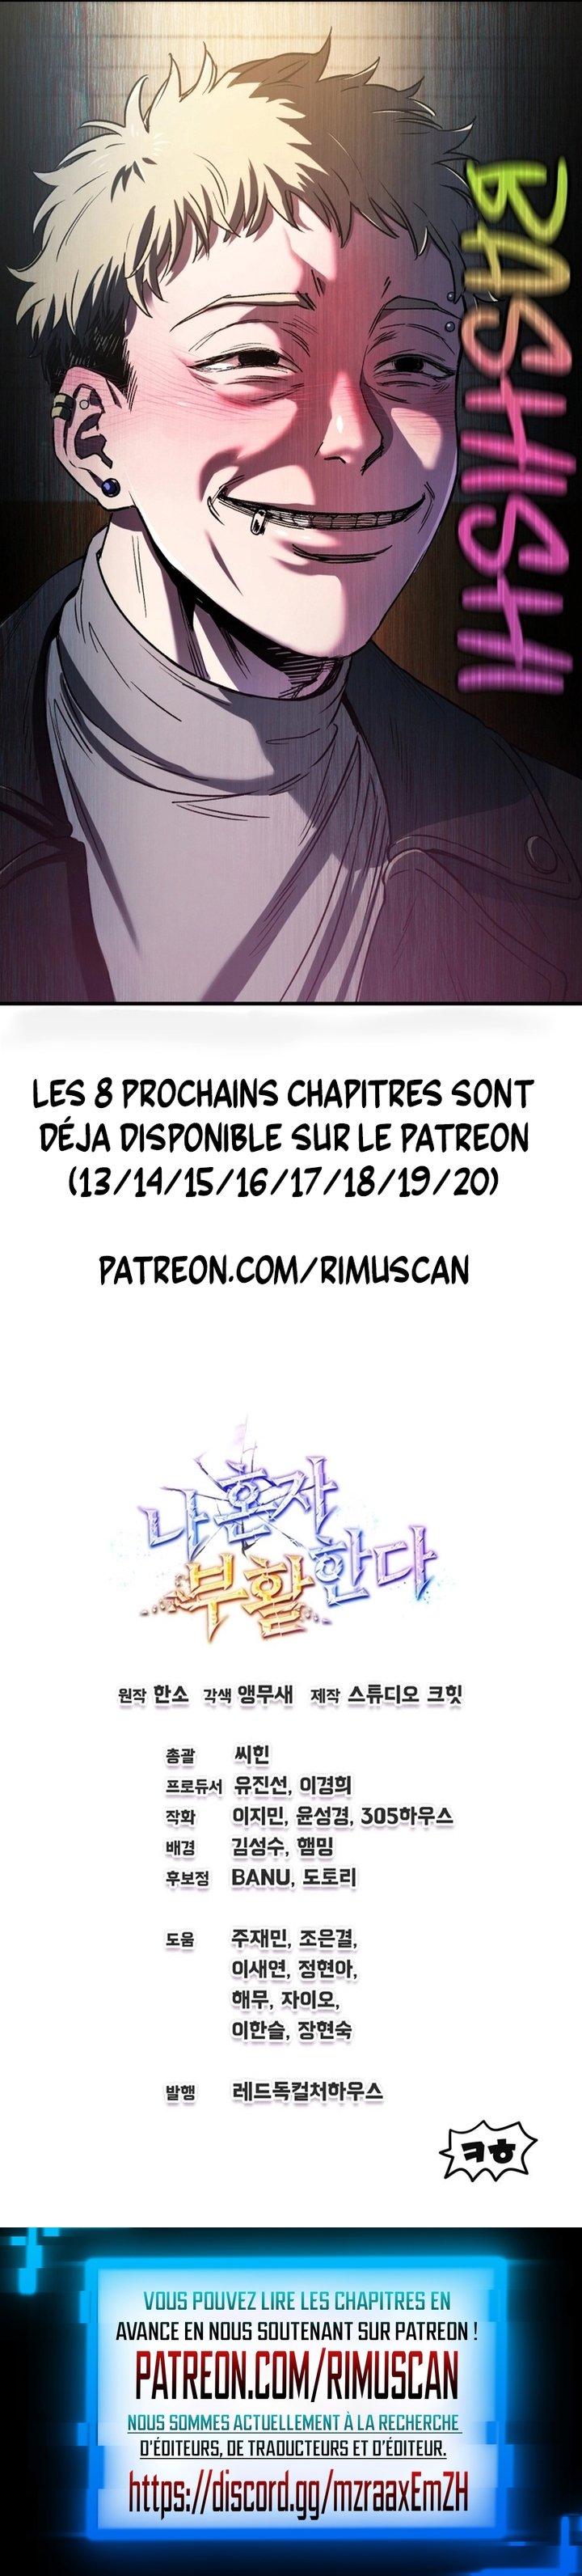 BASHISH
LES 8 PROCHAINS CHAPITRES SONT
DÉJA DISPONIBLE SUR LE PATREON
(13/14/15/16/17/18/19/20)
PATREON.COM/RIMUSCAN
나 혼자
부활한다
원작 한소 각색 앵무새 제작 스튜디오 크힛
총괄 씨힌
프로듀서 유진선, 이경희
작화 이지민, 윤성경, 305하우스
배경 김성수, 햄밍
후보정 BANU, 도토리
도움 주재민, 조은결,
이새연, 정현아,
해무, 자이오,
이한슬, 장현숙
발행 레드독컬처하우스
ㅋㅎ
VOUS POUVEZ LIRE LES CHAPITRES EN
AVANCE EN NOUS SOUTENANT SUR PATREON !
PATREON.COM/RIMUSCAN
NOUS SOMMES ACTUELLEMENT À LA RECHERCHE
D'ÉDITEURS, DE TRADUCTEURS ET D'ÉDITEUR.
https://discord.gg/mzraaxEmZH